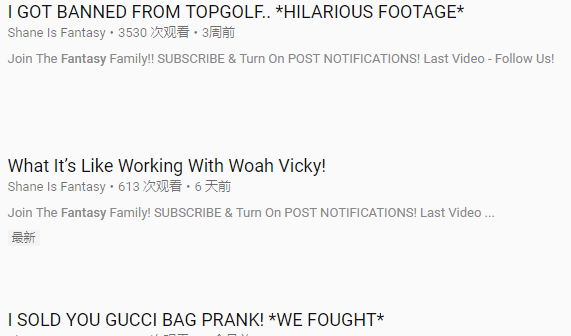 I GOT BANNED FROM TOPGOLF.. *HILARIOUS FOOTAGE*
Shane Is Fantasy • 3530 次观看 • 3周前
Join The Fantasy Family!! SUBSCRIBE & Turn On POST NOTIFICATIONS! Last Video - Follow Us!
What It’s Like Working With Woah Vicky!
Shane Is Fantasy • 613 次观看 • 6 天前
Join The Fantasy Family! SUBSCRIBE & Turn On POST NOTIFICATIONS! Last Video ...
最新
I SOLD YOU GUCCI BAG PRANK! *WE FOUGHT*